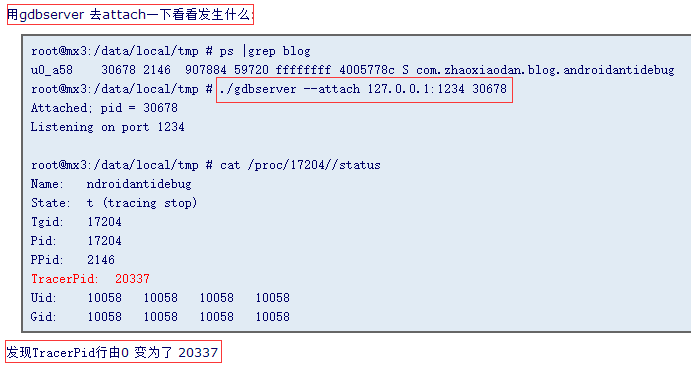 用gdbserver 去attach一下看看发生什么:
root@mx3:/data/local/tmp # ps |grep blog
u0_a58    30678 2146  907884 59720 ffffffff 4005778c S com.zhaoxiaodan.blog.androidantidebug
root@mx3:/data/local/tmp # ./gdbserver --attach 127.0.0.1:1234 30678
Attached; pid = 30678
Listening on port 1234
root@mx3:/data/local/tmp # cat /proc/17204//status
Name:   ndroidantidebug
State:  t (tracing stop)
Tgid:   17204
Pid:    17204
PPid:   2146
TracerPid:  20337
Uid:    10058   10058   10058   10058
Gid:    10058   10058   10058   10058
发现TracerPid行由0 变为了 20337